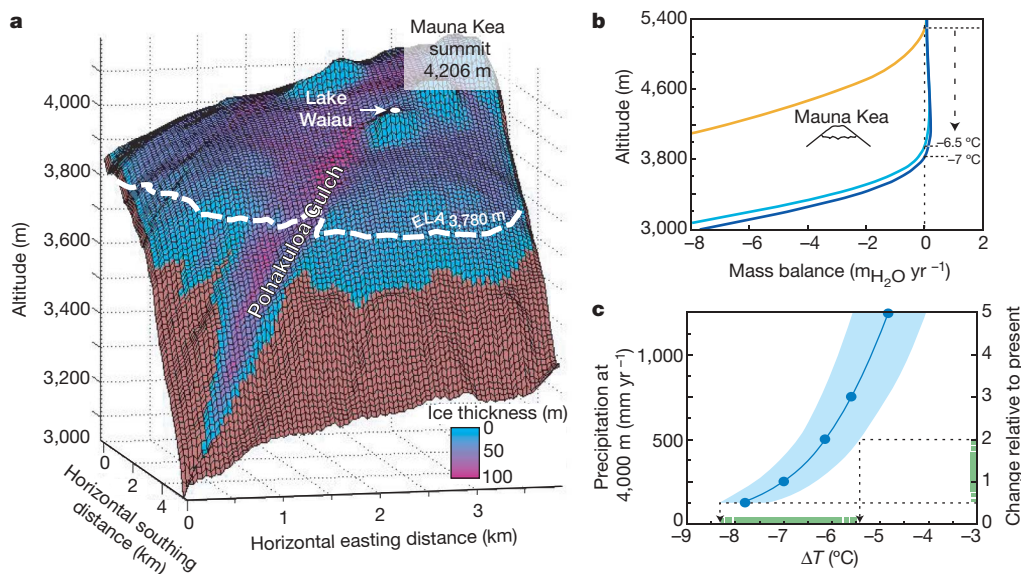 a
Mauna Kea
summit
4,206 m
Lake
Waiau
Pohakuloa Gulch
ELA 3,780 m
Altitude (m)
4,000
3,800
3,600
3,400
3,200
3,000
0
2
4
Horizontal southing
distance (km)
0
1
2
3
Horizontal easting distance (km)
Ice thickness (m)
0
50
100
b
Altitude (m)
5,400
4,600
3,800
3,000
Mauna Kea
–6.5 ºC
–7 ºC
–8
–6
–4
–2
0
2
Mass balance (mH₂O yr⁻¹)
c
Precipitation at
4,000 m (mm yr⁻¹)
1,000
500
0
5
4
3
2
1
0
Change relative to present
–9
–8
–7
–6
–5
–4
–3
ΔT (ºC)